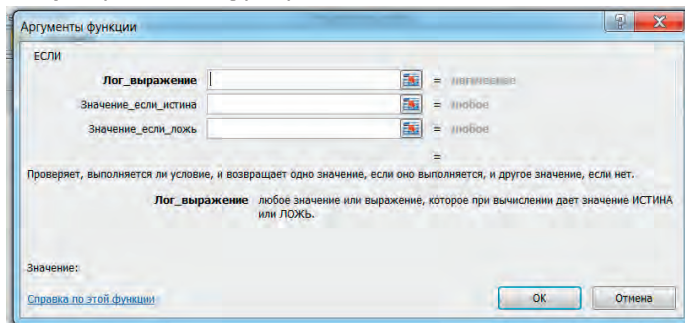 Аргументы функции
ЕСЛИ
Лог_выражение = логическое
Значение_если_истина = любое
Значение_если_ложь = любое
=
Проверяет, выполняется ли условие, и возвращает одно значение, если оно выполняется, и другое значение, если нет.
Лог_выражение любое значение или выражение, которое при вычислении дает значение ИСТИНА
или ЛОЖЬ.
Значение:
Справка по этой функции
ОК Отмена